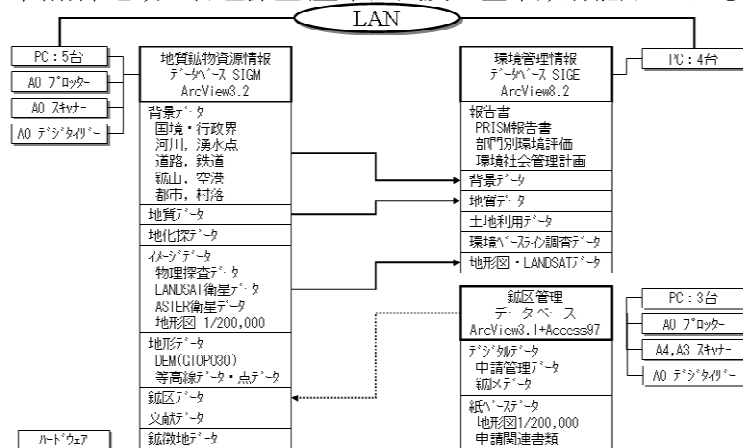 LAN
PC：5台
A0 プロッター
A0 スキャナー
A0 デジタイザー
地質鉱物資源情報
データベース SIGM
ArcView3.2
背景データ
国境・行政界
河川，湧水点
道路，鉄道
鉱山，空港
都市，村落
地質データ
地化探データ
イメージデータ
物理探査データ
LANDSAT衛星データ
ASTER衛星データ
地形図 1/200,000
地形データ
DEM(GTOPO30)
等高線データ・点データ
鉱区データ
文献データ
鉱徴地データ
ハードウェア
環境管理情報
データベース SIGE
ArcView3.2
報告書
PRISM報告書
部門別環境評価
環境社会管理計画
背景データ
地質データ
土地利用データ
環境ベースライン調査データ
地形図・LANDSATデータ
PC：4台
鉱区管理
データベース
ArcView3.1+Access97
デジタルデータ
申請管理データ
鉱区データ
紙ベースデータ
地形図1/200,000
申請関連書類
PC：3台
A0 プロッター
A4,A3 スキャナー
A0 デジタイザー